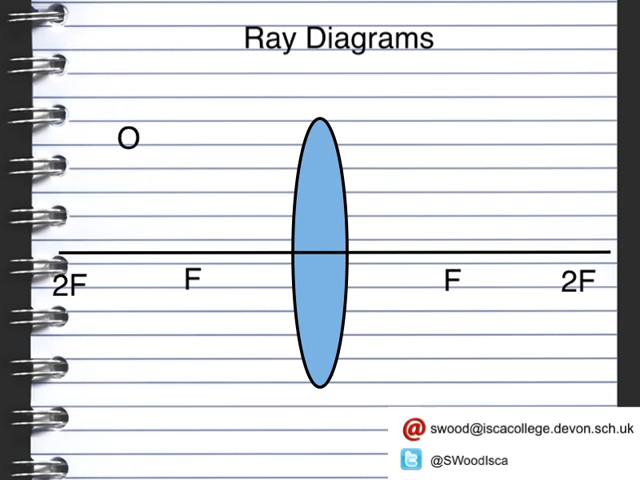 Ray Diagrams
O
2F F F 2F
@ swood@iscacollege.devon.sch.uk
@SWoodIsca